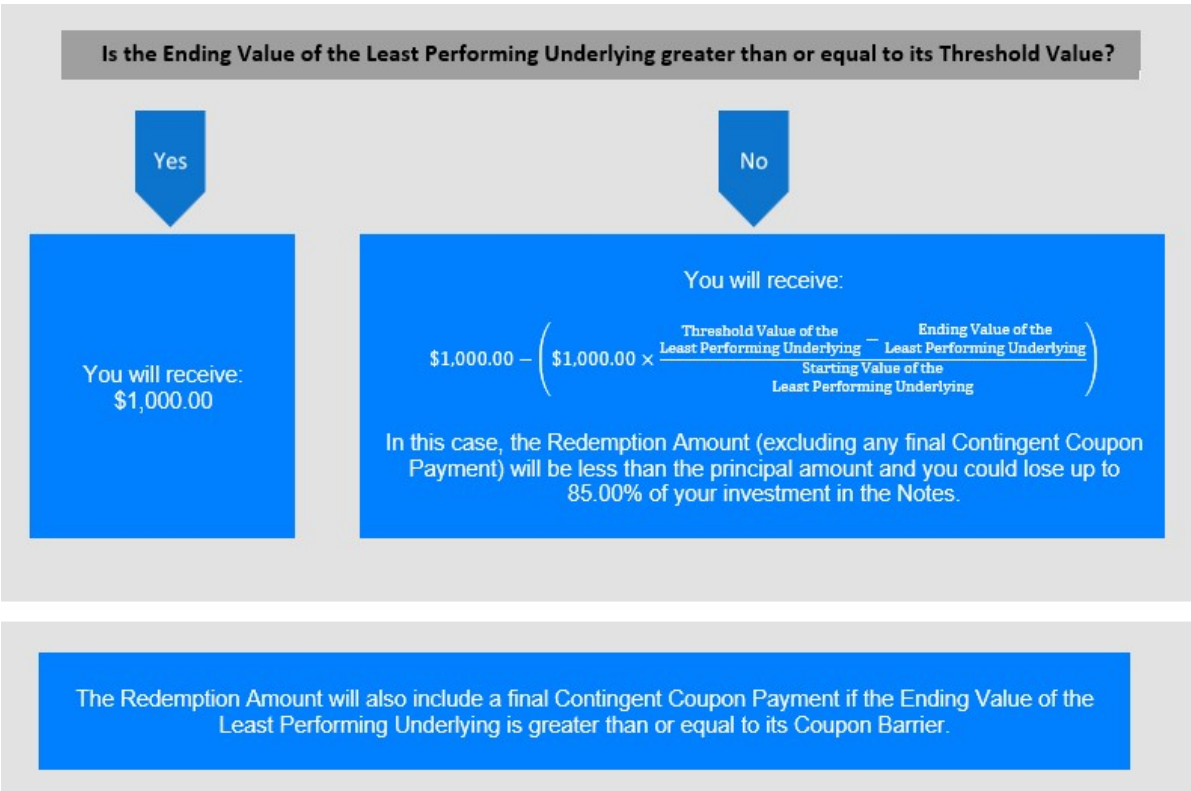 Is the Ending Value of the Least Performing Underlying greater than or equal to its Threshold Value?
Yes
No
You will receive:
$1,000.00
You will receive:
$1,000.00 − ( $1,000.00 × (Threshold Value of the Least Performing Underlying − Ending Value of the Least Performing Underlying) / Starting Value of the Least Performing Underlying )
In this case, the Redemption Amount (excluding any final Contingent Coupon
Payment) will be less than the principal amount and you could lose up to
85.00% of your investment in the Notes.
The Redemption Amount will also include a final Contingent Coupon Payment if the Ending Value of the
Least Performing Underlying is greater than or equal to its Coupon Barrier.